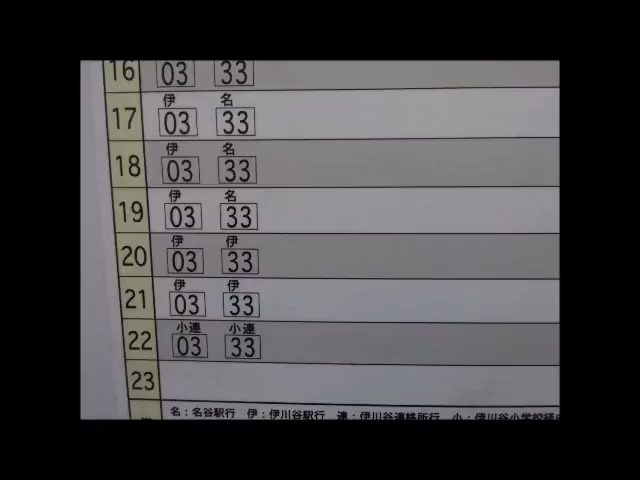 16 03 33
伊 名
17 03 33
伊 名
18 03 33
伊 名
19 03 33
伊 伊
20 03 33
伊 伊
21 03 33
小連 小連
22 03 33
23
名：名谷駅行 伊：伊川谷駅行 連：伊川谷連絡所行 小：伊川谷小学校経由